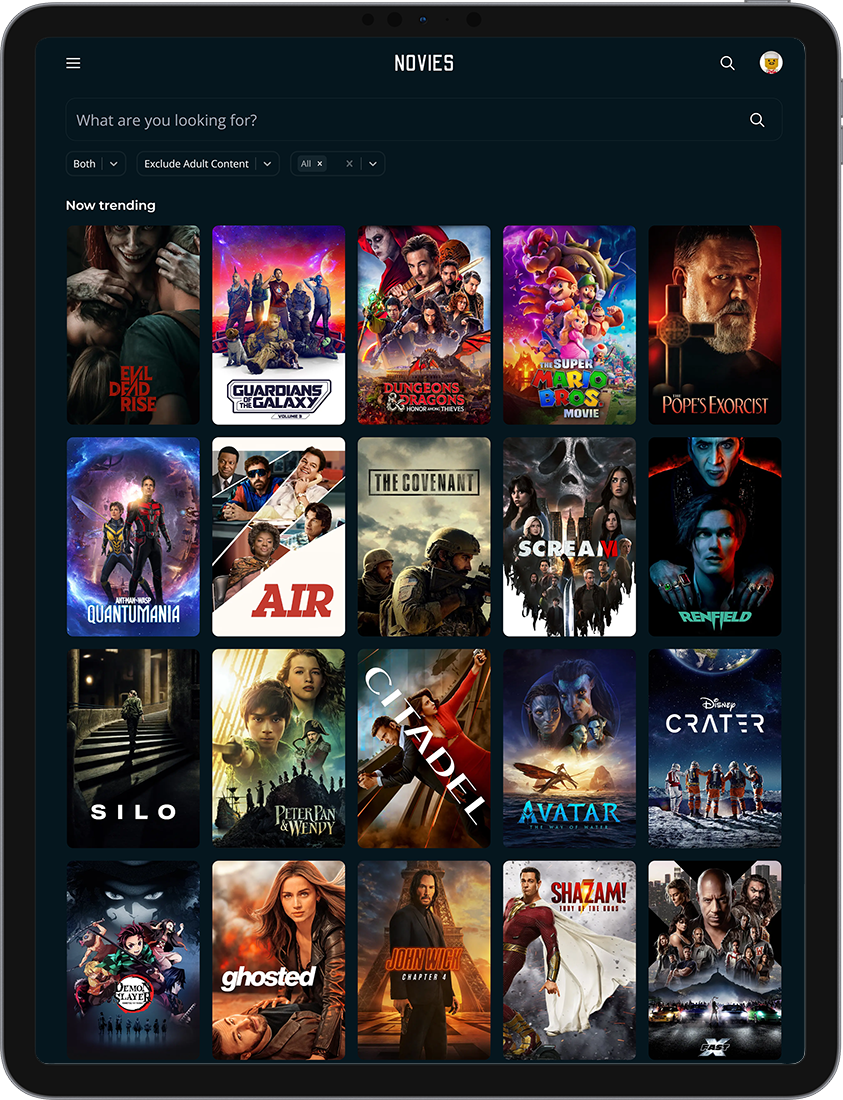 NOVIES
What are you looking for?
Both
Exclude Adult Content
All
Now trending
EVIL
DEAD
RISE
GUARDIANS
OF THE GALAXY
VOLUME 3
DUNGEONS
& DRAGONS
HONOR AMONG THIEVES
THE SUPER
MARIO
BROS
MOVIE
THE
POPE'S EXORCIST
ANT-MAN AND THE WASP
QUANTUMANIA
AIR
THE COVENANT
SCREAM VI
RENFIELD
SILO
PETER PAN
& WENDY
CITADEL
AVATAR
THE WAY OF WATER
Disney
CRATER
DEMON
SLAYER
ghosted
JOHN WICK
CHAPTER 4
SHAZAM!
FURY OF THE GODS
FAST X